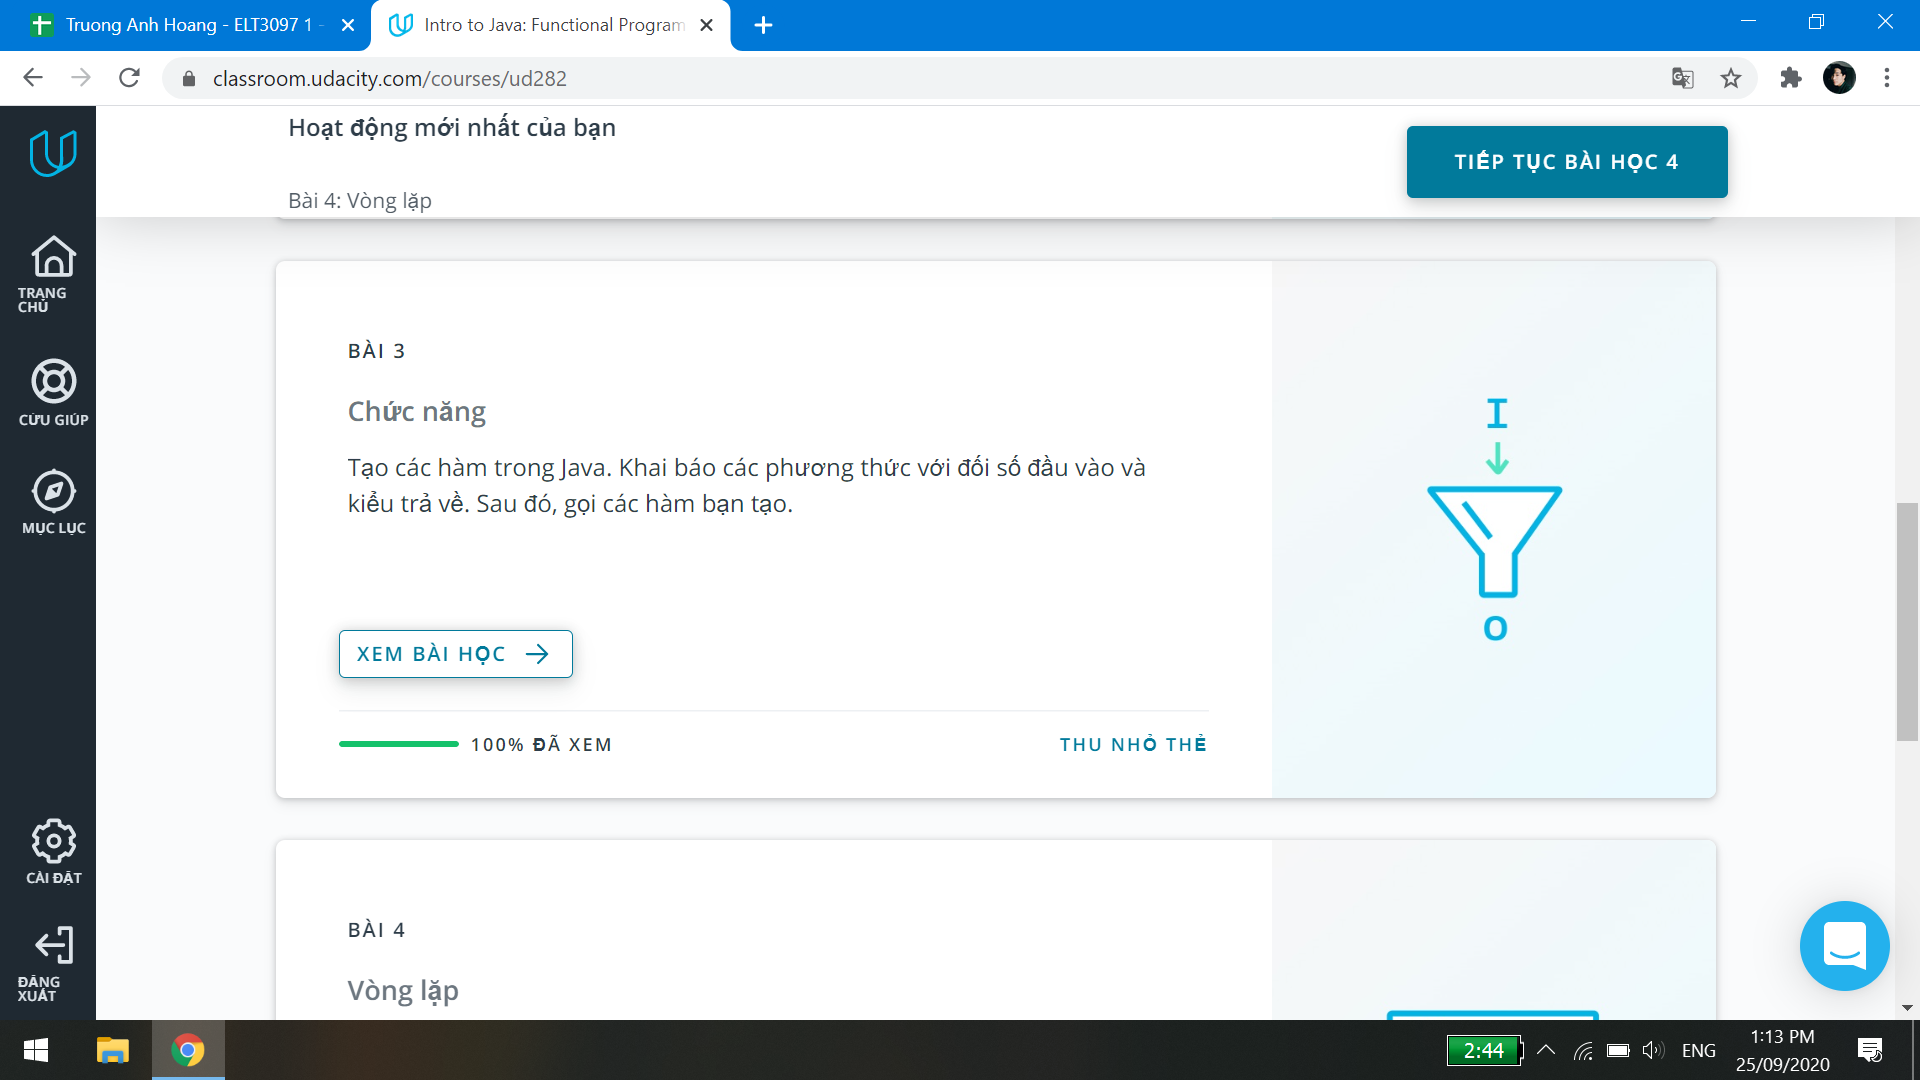 Truong Anh Hoang - ELT3097 1 -
Intro to Java: Functional Program
classroom.udacity.com/courses/ud282
Hoạt động mới nhất của bạn
Bài 4: Vòng lặp
TIẾP TỤC BÀI HỌC 4
TRANG
CHỦ
CỨU GIÚP
MỤC LỤC
CÀI ĐẶT
ĐĂNG
XUẤT
BÀI 3
Chức năng
Tạo các hàm trong Java. Khai báo các phương thức với đối số đầu vào và
kiểu trả về. Sau đó, gọi các hàm bạn tạo.
XEM BÀI HỌC
100% ĐÃ XEM
THU NHỎ THẺ
I
O
BÀI 4
Vòng lặp
2:44
ENG
1:13 PM
25/09/2020